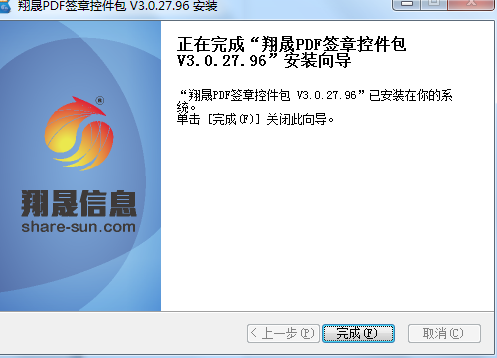 翔晟PDF签章控件包 V3.0.27.96 安装
正在完成“翔晟PDF签章控件包
V3.0.27.96”安装向导
“翔晟PDF签章控件包 V3.0.27.96”已安装在你的系
统。
单击 [完成(F)] 关闭此向导。
®
翔晟信息
share-sun.com
< 上一步(P)
完成(F)
取消(C)